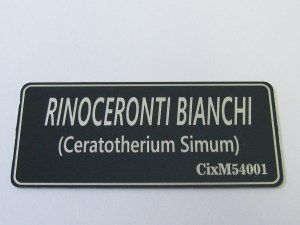 RINOCERONTI BIANCHI
(Ceratotherium Simum)
CixM54001